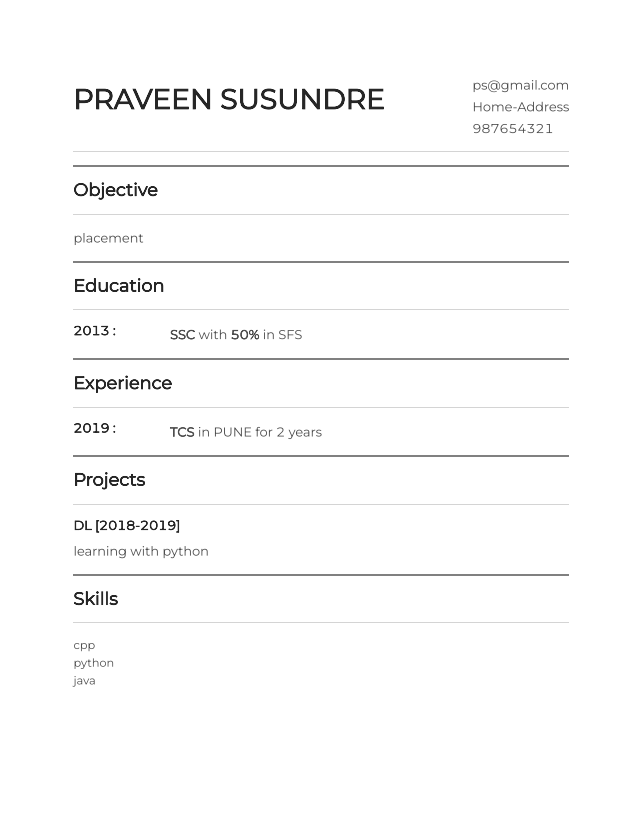 PRAVEEN SUSUNDRE
ps@gmail.com
Home-Address
987654321
Objective
placement
Education
2013 : SSC with 50% in SFS
Experience
2019 : TCS in PUNE for 2 years
Projects
DL [2018-2019]
learning with python
Skills
cpp
python
java